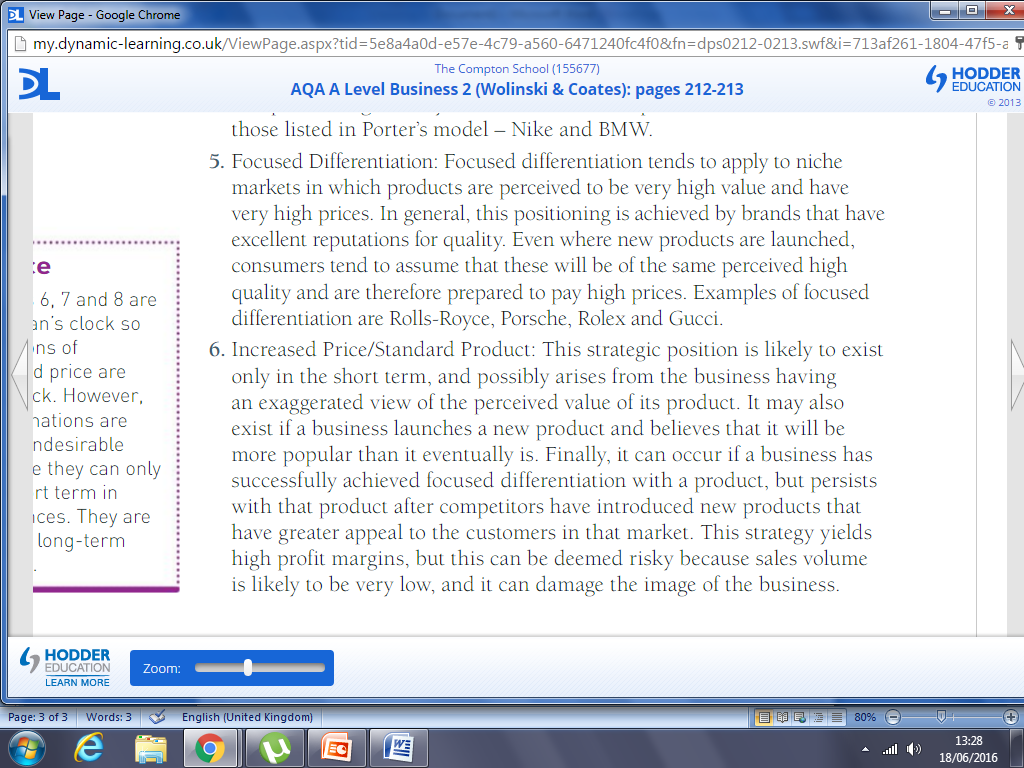 View Page - Google Chrome
my.dynamic-learning.co.uk/ViewPage.aspx?tid=5e8a4a0d-e57e-4c79-a560-6471240fc4f0&fn=dps0212-0213.swf&i=713af261-1804-47f5-a
The Compton School (155677)
AQA A Level Business 2 (Wolinski & Coates): pages 212-213
DL
HODDER
EDUCATION
© 2013
those listed in Porter's model – Nike and BMW.
5. Focused Differentiation: Focused differentiation tends to apply to niche
markets in which products are perceived to be very high value and have
very high prices. In general, this positioning is achieved by brands that have
excellent reputations for quality. Even where new products are launched,
consumers tend to assume that these will be of the same perceived high
quality and are therefore prepared to pay high prices. Examples of focused
differentiation are Rolls-Royce, Porsche, Rolex and Gucci.
6. Increased Price/Standard Product: This strategic position is likely to exist
only in the short term, and possibly arises from the business having
an exaggerated view of the perceived value of its product. It may also
exist if a business launches a new product and believes that it will be
more popular than it eventually is. Finally, it can occur if a business has
successfully achieved focused differentiation with a product, but persists
with that product after competitors have introduced new products that
have greater appeal to the customers in that market. This strategy yields
high profit margins, but this can be deemed risky because sales volume
is likely to be very low, and it can damage the image of the business.
ce
6, 7 and 8 are
an's clock so
ons of
d price are
ck. However,
nations are
ndesirable
e they can only
rt term in
nces. They are
long-term
.
HODDER
EDUCATION
LEARN MORE
Zoom:
Page: 3 of 3
Words: 3
English (United Kingdom)
80%
13:28
18/06/2016